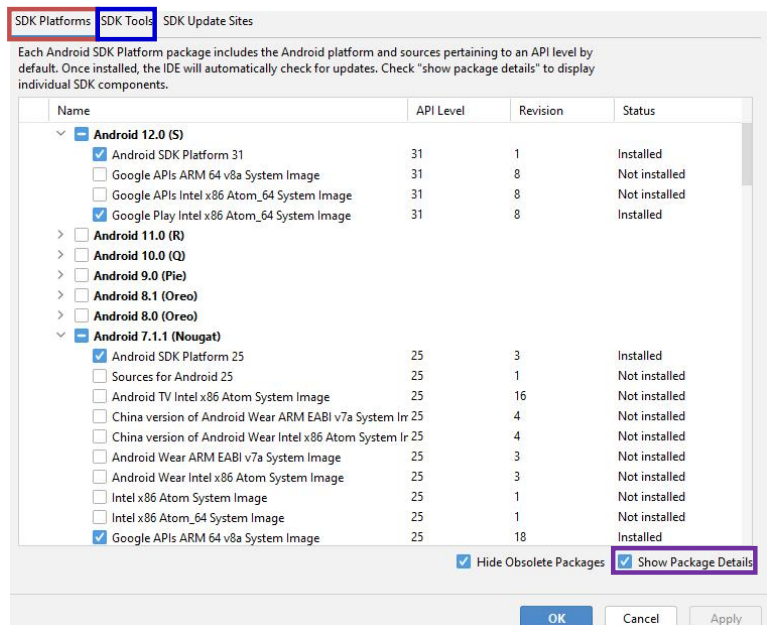 SDK Platforms SDK Tools SDK Update Sites
Each Android SDK Platform package includes the Android platform and sources pertaining to an API level by
default. Once installed, the IDE will automatically check for updates. Check "show package details" to display
individual SDK components.
Name API Level Revision Status
Android 12.0 (S)
Android SDK Platform 31 31 1 Installed
Google APIs ARM 64 v8a System Image 31 8 Not installed
Google APIs Intel x86 Atom_64 System Image 31 8 Not installed
Google Play Intel x86 Atom_64 System Image 31 8 Installed
Android 11.0 (R)
Android 10.0 (Q)
Android 9.0 (Pie)
Android 8.1 (Oreo)
Android 8.0 (Oreo)
Android 7.1.1 (Nougat)
Android SDK Platform 25 25 3 Installed
Sources for Android 25 25 1 Not installed
Android TV Intel x86 Atom System Image 25 16 Not installed
China version of Android Wear ARM EABI v7a System Im 25 4 Not installed
China version of Android Wear Intel x86 Atom System Ir 25 4 Not installed
Android Wear ARM EABI v7a System Image 25 3 Not installed
Android Wear Intel x86 Atom System Image 25 3 Not installed
Intel x86 Atom System Image 25 1 Not installed
Intel x86 Atom_64 System Image 25 1 Not installed
Google APIs ARM 64 v8a System Image 25 18 Installed
Hide Obsolete Packages Show Package Details
OK Cancel Apply